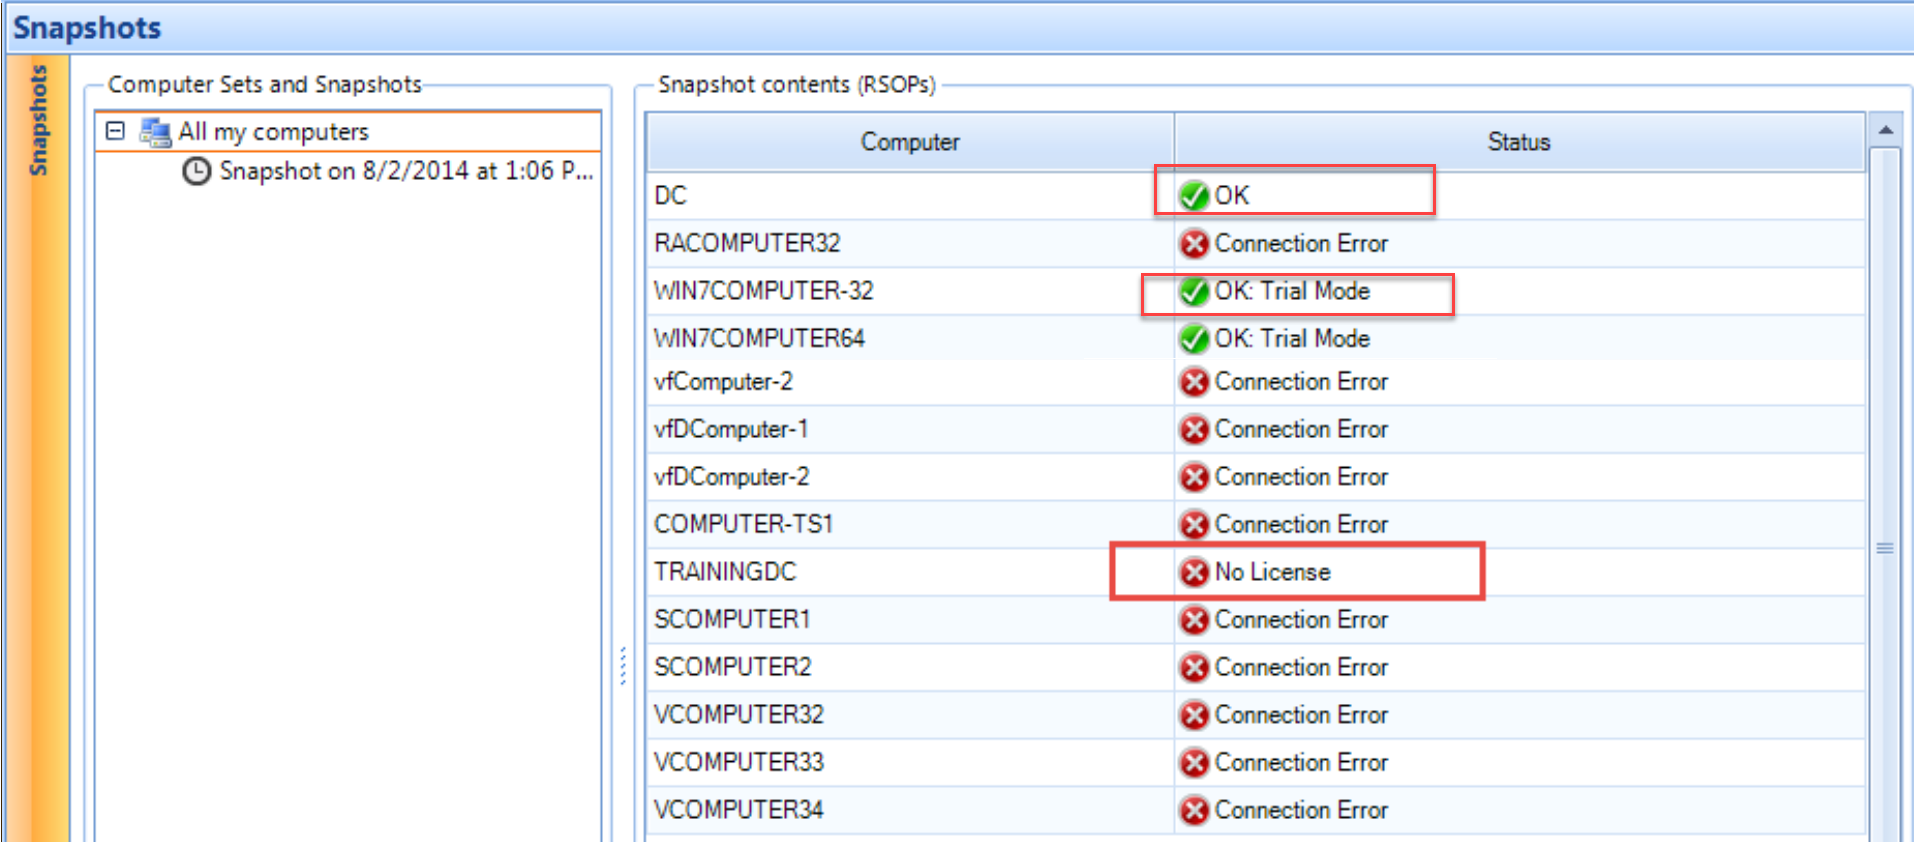 Snapshots
Snapshots
Computer Sets and Snapshots
All my computers
Snapshot on 8/2/2014 at 1:06 P...
Snapshot contents (RSOPs)
Computer Status
DC OK
RACOMPUTER32 Connection Error
WIN7COMPUTER-32 OK: Trial Mode
WIN7COMPUTER64 OK: Trial Mode
vfComputer-2 Connection Error
vfDComputer-1 Connection Error
vfDComputer-2 Connection Error
COMPUTER-TS1 Connection Error
TRAININGDC No License
SCOMPUTER1 Connection Error
SCOMPUTER2 Connection Error
VCOMPUTER32 Connection Error
VCOMPUTER33 Connection Error
VCOMPUTER34 Connection Error